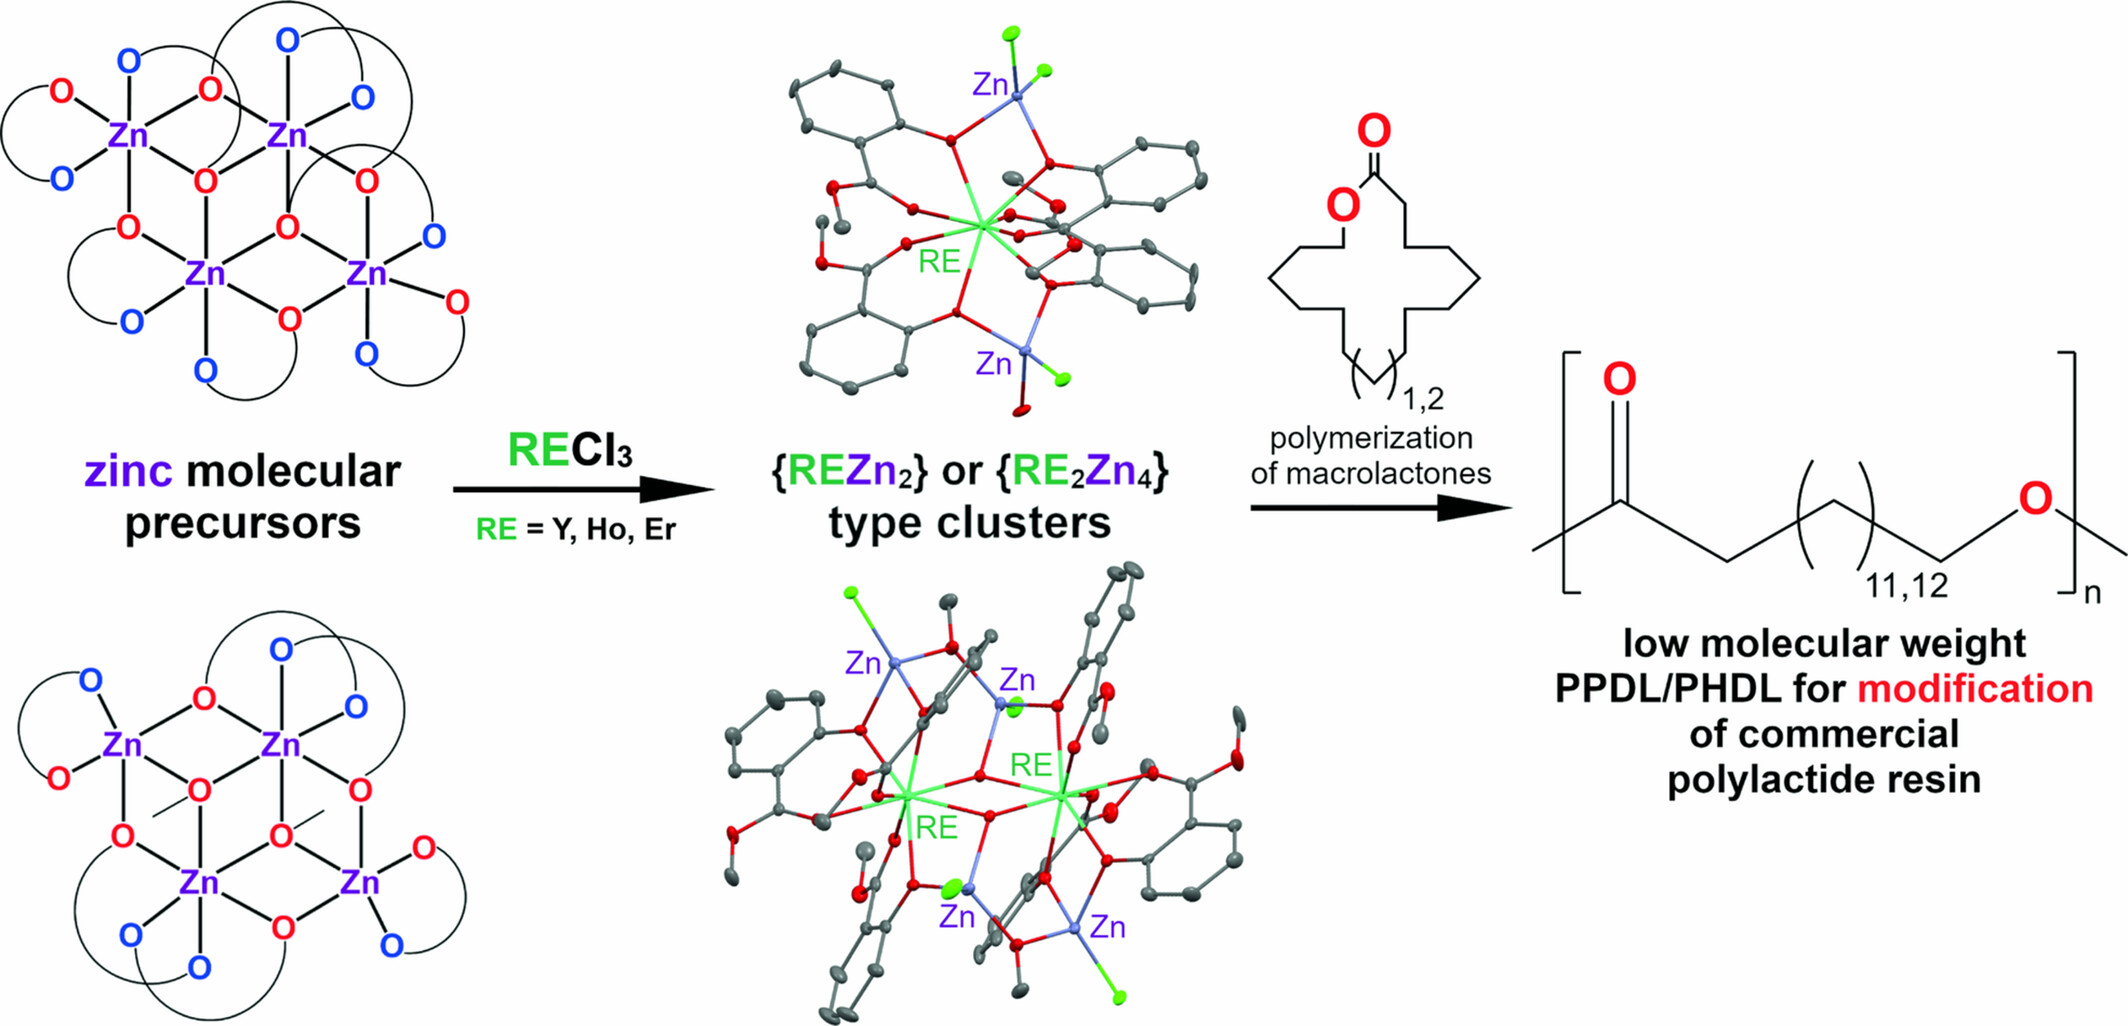 O
O
O O O
Zn Zn
O O O
O O O
Zn Zn
O
O O
O
O
zinc molecular
precursors
RECl₃
RE = Y, Ho, Er
Zn
RE
Zn
{REZn₂} or {RE₂Zn₄}
type clusters
O
O
1,2
polymerization
of macrolactones
O
O
11,12
n
low molecular weight
PPDL/PHDL for modification
of commercial
polylactide resin
O
O
O O
Zn Zn
O O O
O O O
Zn Zn
O O O
O
Zn
Zn
RE
RE
Zn
Zn